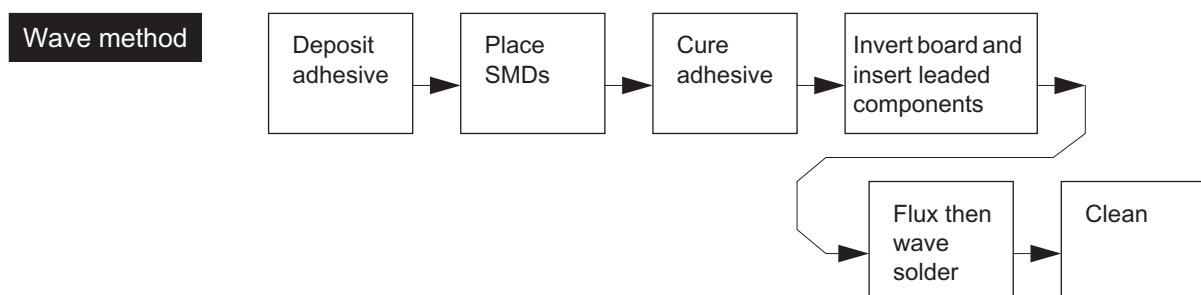 Wave method
Deposit
adhesive
Place
SMDs
Cure
adhesive
Invert board and
insert leaded
components
Flux then
wave
solder
Clean